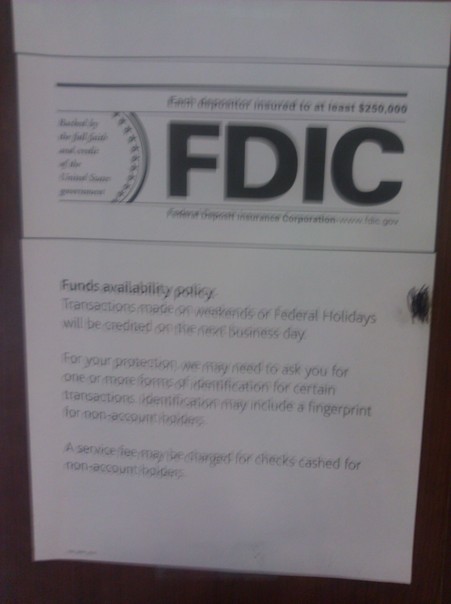 Each depositor insured to at least $250,000
Backed by
the full faith
and credit
of the
United States
government
FDIC
Federal Deposit Insurance Corporation www.fdic.gov
Funds availability policy
Transactions made on weekends or Federal Holidays
will be credited on the next business day.
For your protection, we may need to ask you for
one or more forms of identification for certain
transactions identification may include a fingerprint
for non-account holders.
A service fee may be charged for checks cashed for
non-account holders.